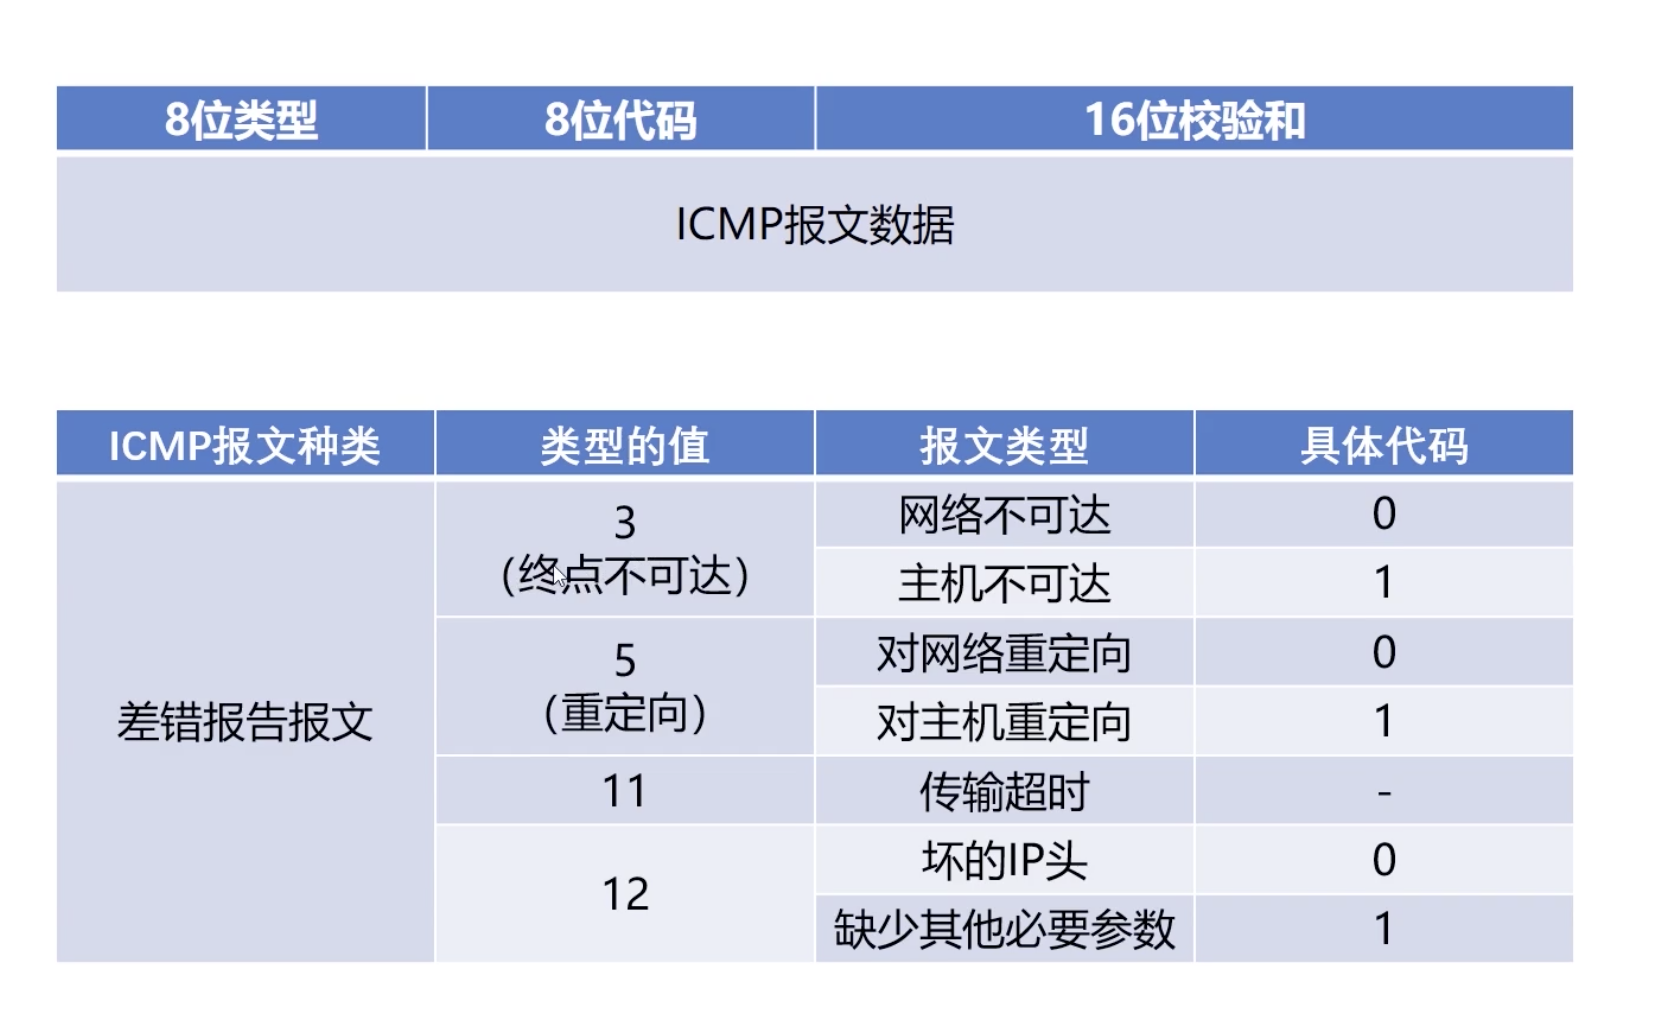 8位类型 8位代码 16位校验和
ICMP报文数据
ICMP报文种类 类型的值 报文类型 具体代码
差错报告报文
3
（终点不可达）
网络不可达 0
主机不可达 1
5
（重定向）
对网络重定向 0
对主机重定向 1
11 传输超时 -
12
坏的IP头 0
缺少其他必要参数 1